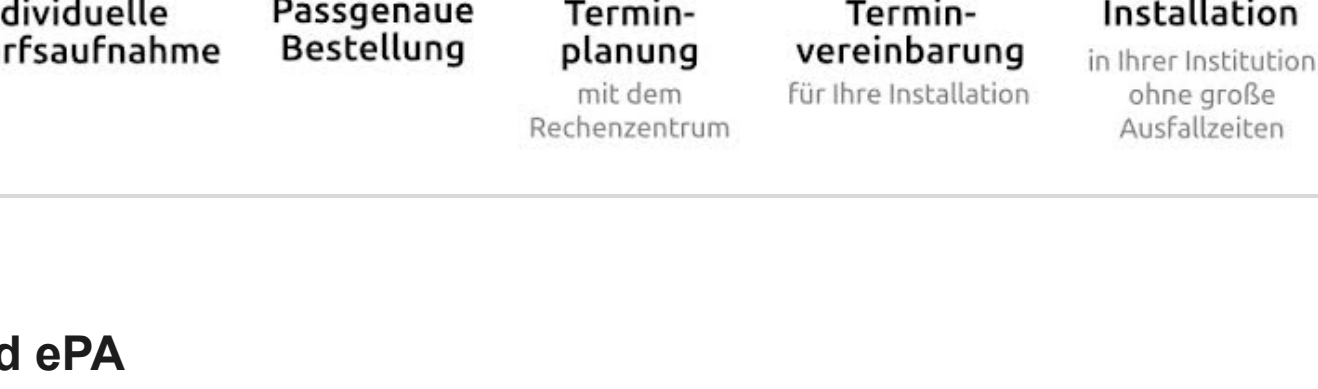 dividuelle
rfsaufnahme
Passgenaue
Bestellung
Termin-
planung
mit dem
Rechenzentrum
Termin-
vereinbarung
für Ihre Installation
Installation
in Ihrer Institution
ohne große
Ausfallzeiten
d ePA